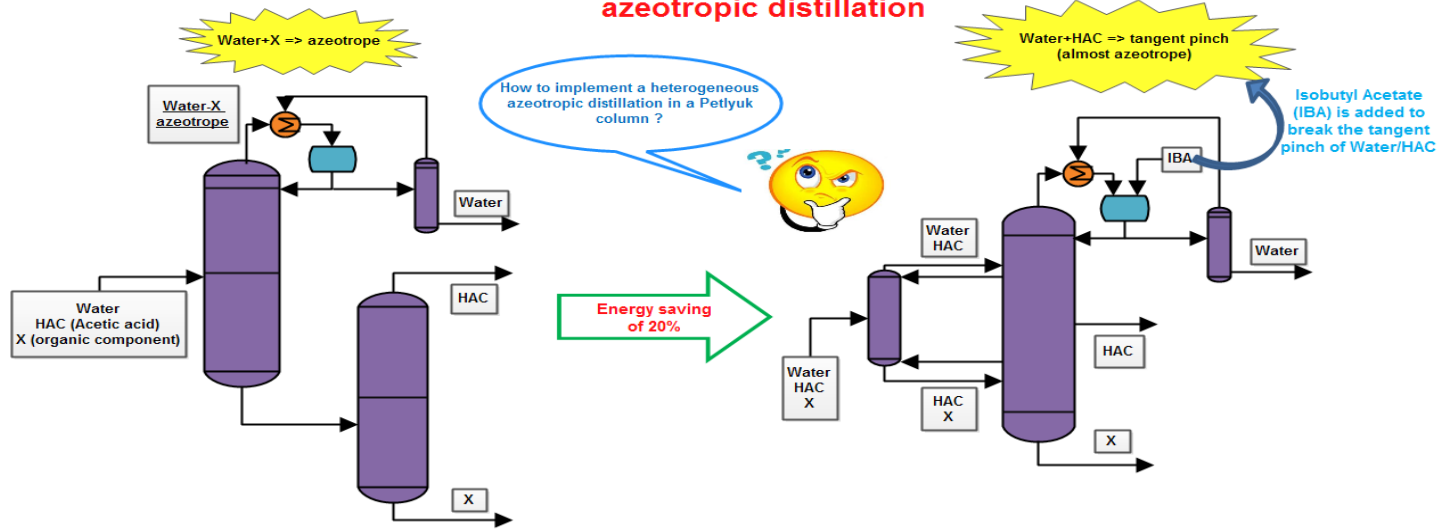 azeotropic distillation
Water+X => azeotrope
Water-X
azeotrope
Water
Water
HAC (Acetic acid)
X (organic component)
HAC
X
How to implement a heterogeneous
azeotropic distillation in a Petlyuk
column ?
??
Energy saving
of 20%
Water+HAC => tangent pinch
(almost azeotrope)
Isobutyl Acetate
(IBA) is added to
break the tangent
pinch of Water/HAC
IBA
Water
HAC
Water
HAC
Water
HAC
X
HAC
X
X